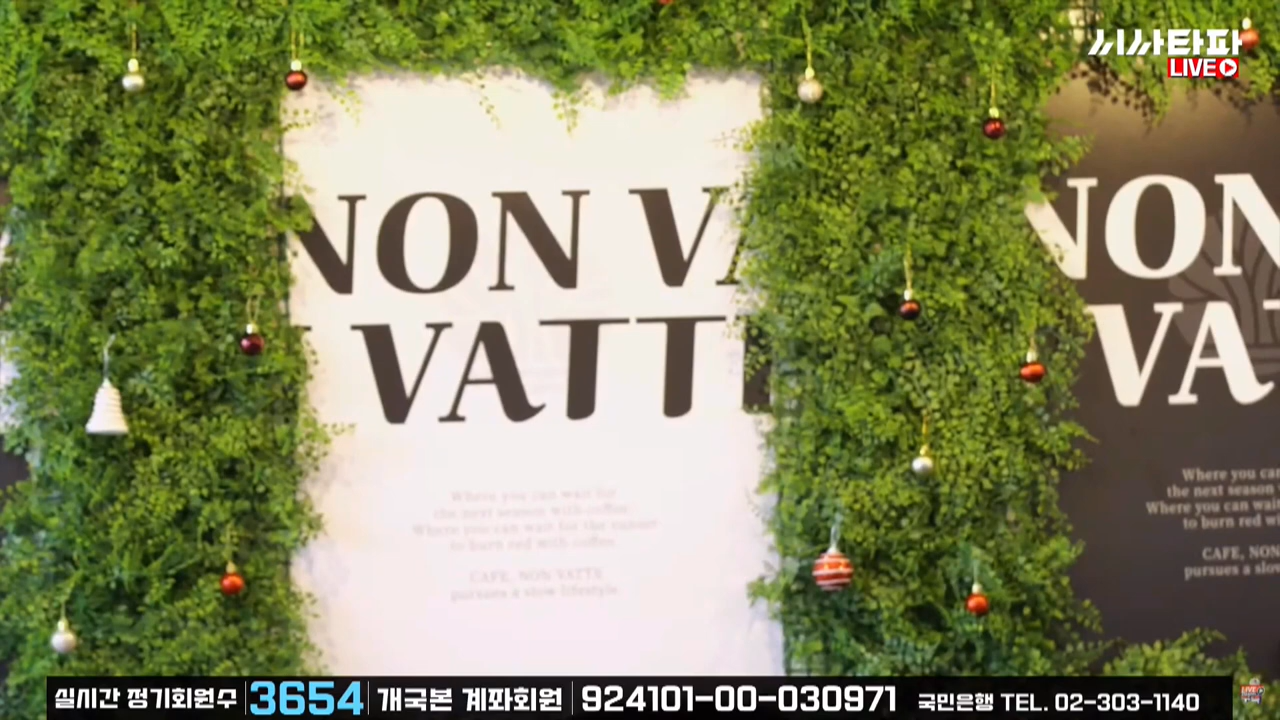 씨사타파
LIVE
NON VA
VATTE
Where you can wait for
the next season with coffee.
Where you can wait for the sunset
to burn red with coffee.
CAFE, NON VATTE
pursues a slow lifestyle.
NON
VA
Where you can
the next season
Where you can wai
to burn red w
CAFE, NON
pursues a slo
실시간 정기회원수 3654 개국본 계좌회원 924101-00-030971 국민은행 TEL. 02-303-1140